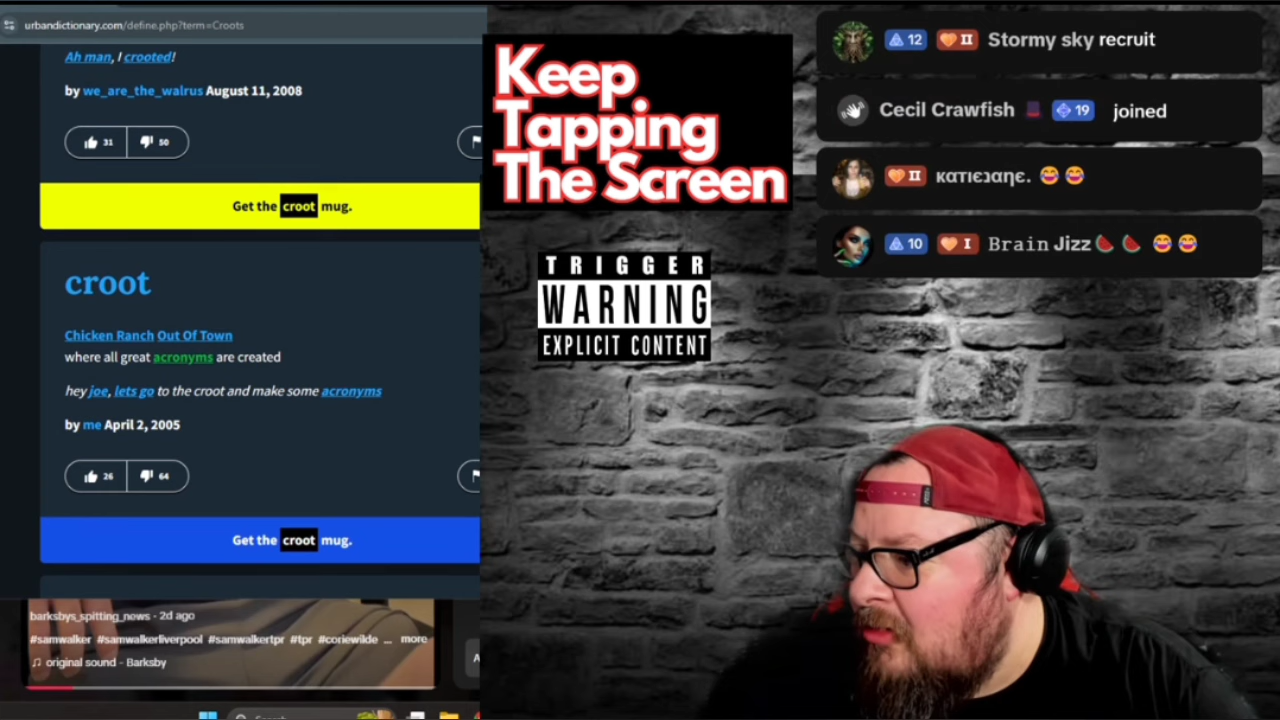 urbandictionary.com/define.php?term=Croots
Ah man, I crooted!
by we_are_the_walrus August 11, 2008
31 50
Get the croot mug.
croot
Chicken Ranch Out Of Town
where all great acronyms are created
hey joe, lets go to the croot and make some acronyms
by me April 2, 2005
26 64
Get the croot mug.
barksbys_spitting_news - 2d ago
#samwalker #samwalkerliverpool #samwalkertpr #tpr #coriewilde ... more
original sound - Barksby
Search
Keep
Tapping
The Screen
TRIGGER
WARNING
EXPLICIT CONTENT
12 II Stormy sky recruit
Cecil Crawfish 19 joined
II κατιєנαηє. 😂😂
10 I Brain Jizz🍉🍉 😂😂